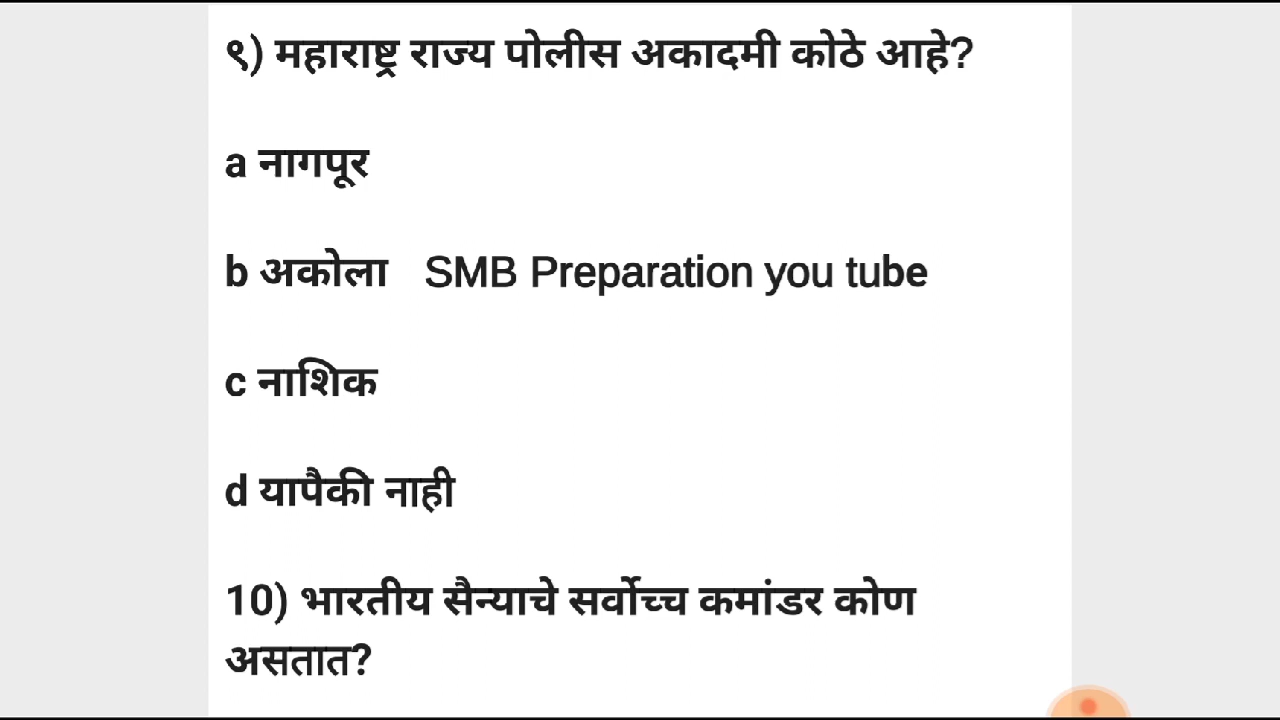 ९) महाराष्ट्र राज्य पोलीस अकादमी कोठे आहे?
a नागपूर
b अकोला SMB Preparation you tube
c नाशिक
d यापैकी नाही
10) भारतीय सैन्याचे सर्वोच्च कमांडर कोण
असतात?